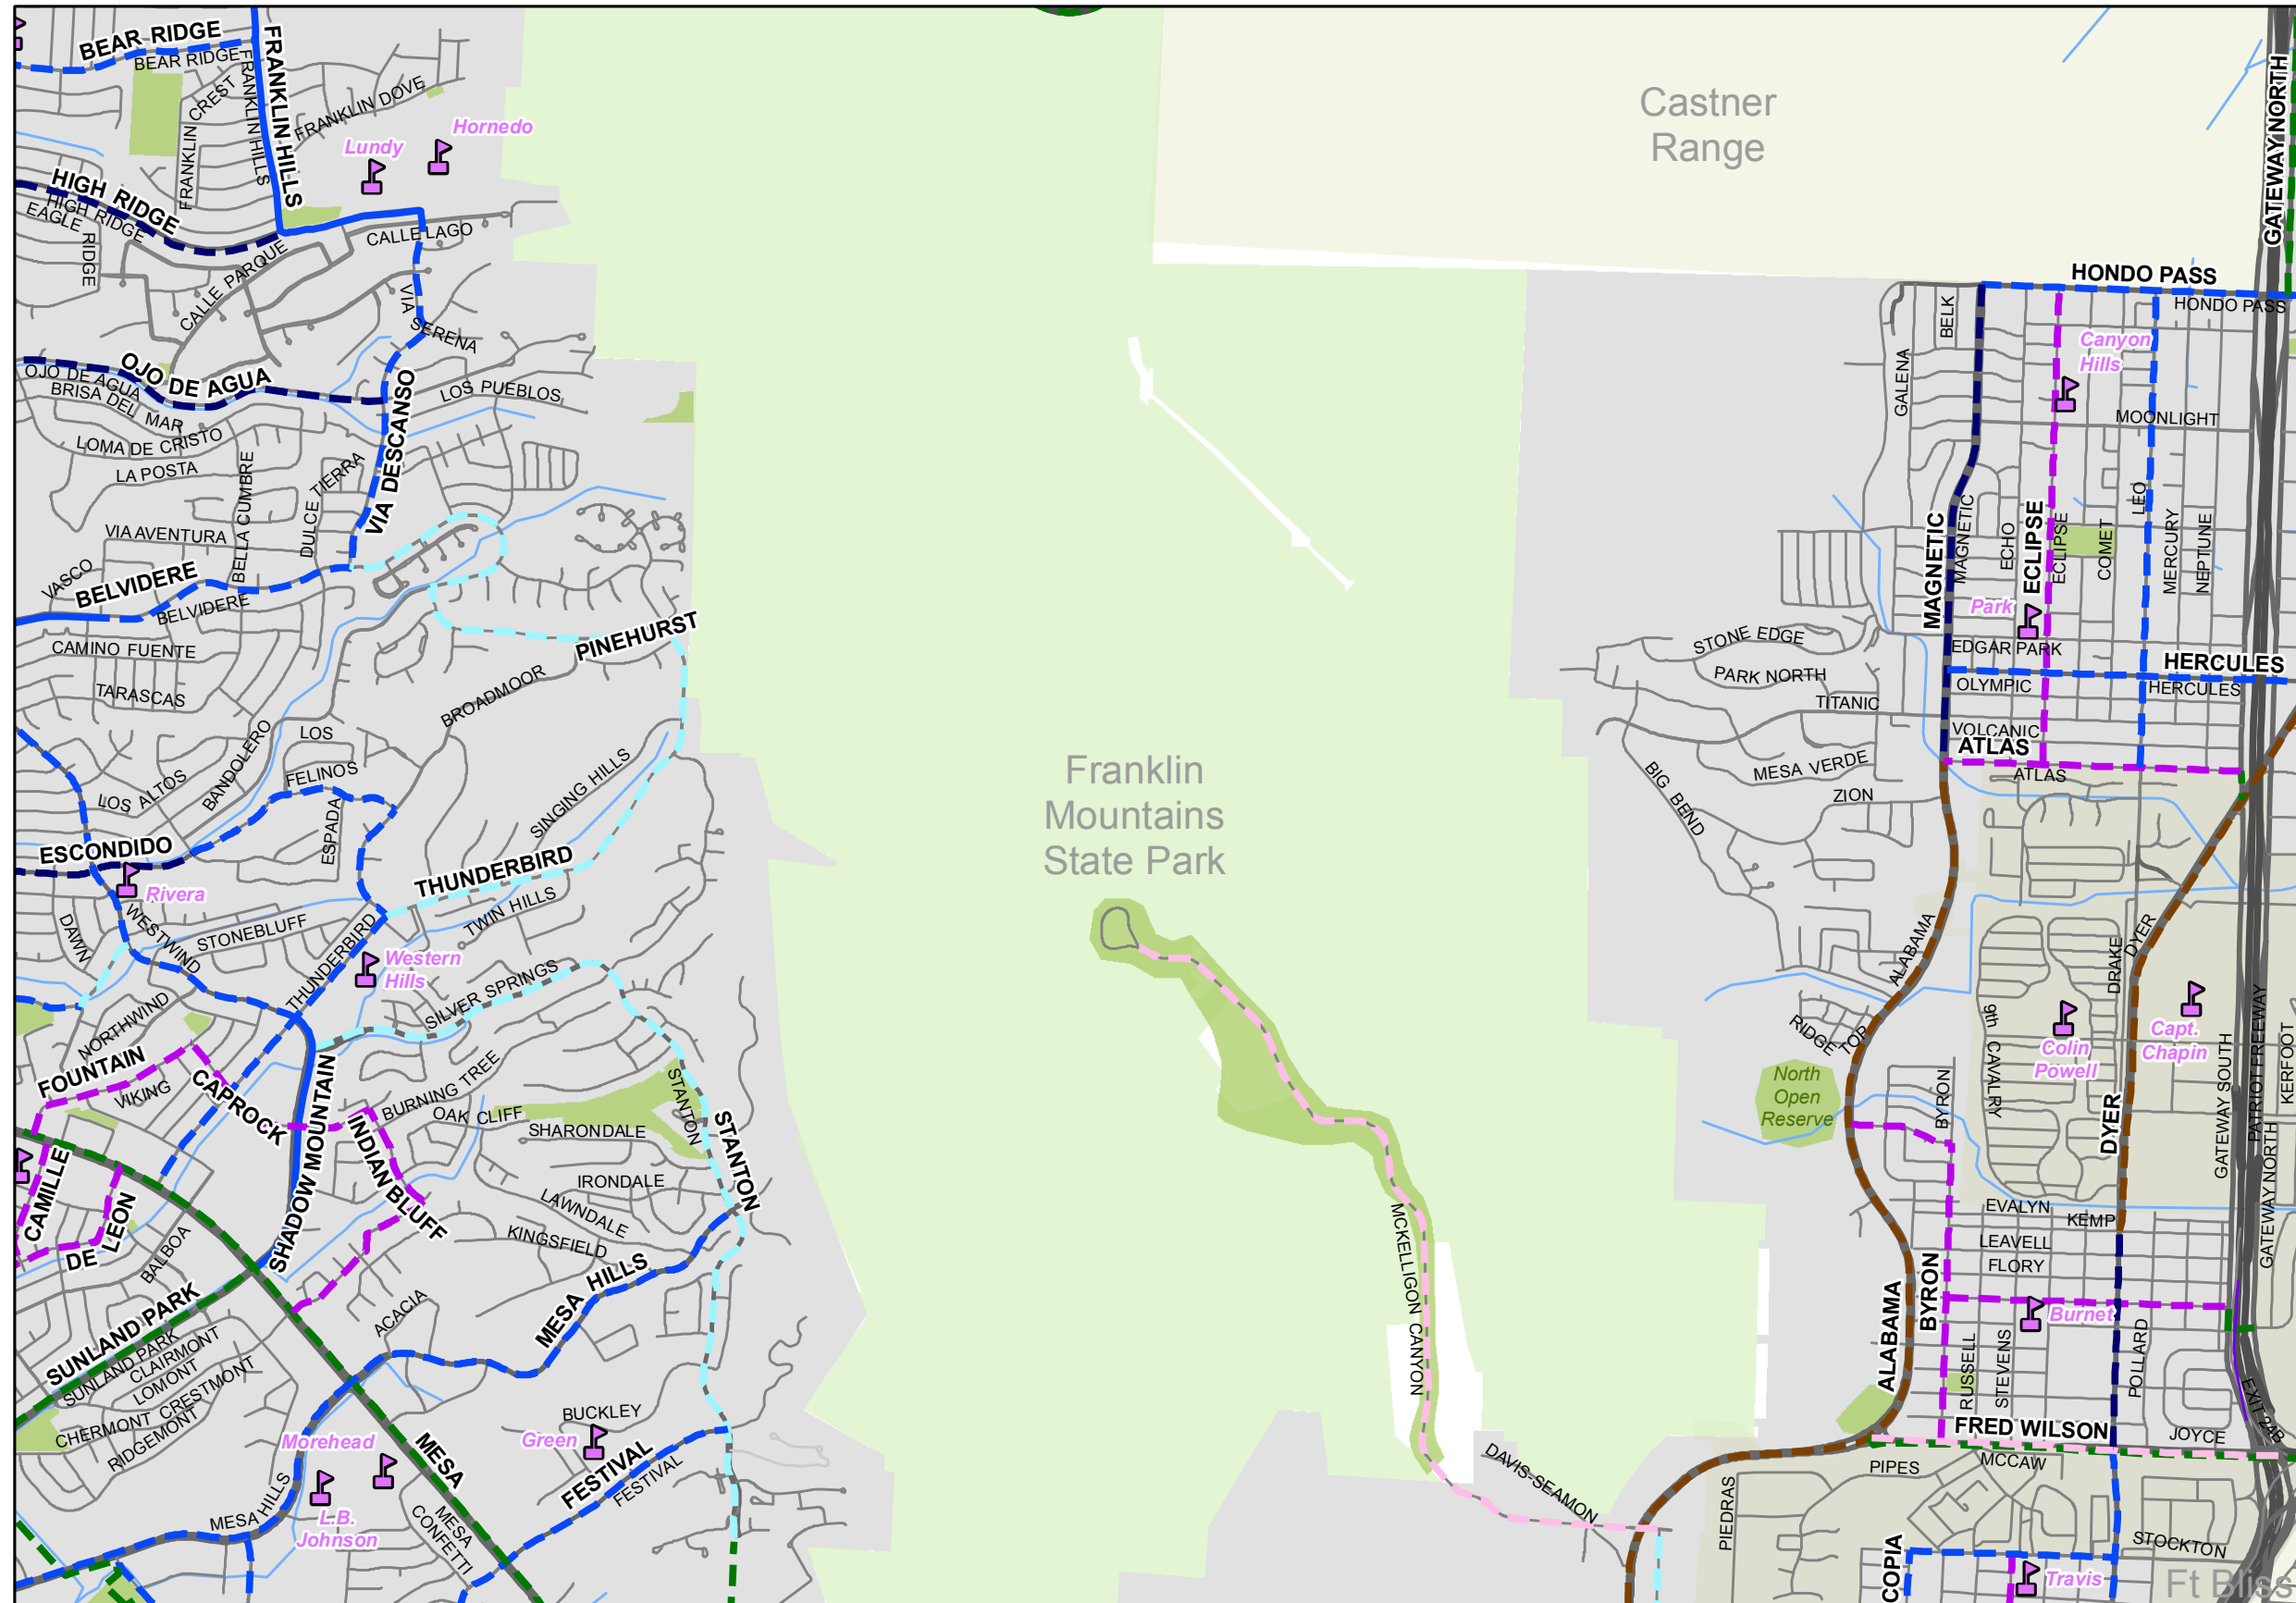 BEAR RIDGE
BEAR RIDGE
FRANKLIN HILLS
FRANKLIN HILLS
CREST
FRANKLIN
FRANKLIN DOVE
Lundy
Hornedo
HIGH RIDGE
HIGH RIDGE
EAGLE
RIDGE
CALLE LAGO
CALLE PARQUE
VIA
SERENA
OJO DE AGUA
OJO DE AGUA
BRISA DEL MAR
LOS PUEBLOS
LOMA DE CRISTO
LA POSTA
BELLA CUMBRE
DULCE
TIERRA
VIA DESCANSO
VIA AVENTURA
VASCO
BELVIDERE
BELVIDERE
CAMINO FUENTE
TARASCAS
PINEHURST
BROADMOOR
BANDOLERO
LOS
FELINOS
LOS ALTOS
ESPADA
SINGING HILLS
ESCONDIDO
Rivera
THUNDERBIRD
TWIN HILLS
DAWN
WESTWIND
STONEBLUFF
THUNDERBIRD
Western
Hills
SILVER SPRINGS
NORTHWIND
FOUNTAIN
VIKING
CAPROCK
SHADOW MOUNTAIN
BURNING TREE
OAK CLIFF
INDIAN BLUFF
SHARONDALE
STANTON
STANTON
IRONDALE
LAWNDALE
KINGSFIELD
CAMILLE
DE
LEON
BALBOA
SUNLAND PARK
SUNLAND PARK
CLAIRMONT
LOMONT
CHERMONT
CRESTMONT
RIDGEMONT
ACACIA
MESA HILLS
MESA HILLS
Morehead
L.B.
Johnson
MESA
MESA
CONFETTI
BUCKLEY
Green
FESTIVAL
FESTIVAL
Franklin
Mountains
State Park
MCKELLIGON CANYON
DAVIS-SEAMON
Castner
Range
GATEWAY NORTH
HONDO PASS
HONDO PASS
BELK
GALENA
Canyon
Hills
MOONLIGHT
MAGNETIC
MAGNETIC
ECHO
ECLIPSE
ECLIPSE
COMET
LEO
MERCURY
NEPTUNE
Park
EDGAR PARK
HERCULES
HERCULES
OLYMPIC
STONE EDGE
PARK NORTH
TITANIC
VOLCANIC
ATLAS
ATLAS
MESA VERDE
BIG BEND
ZION
ALABAMA
DRAKE
DYER
RIDGE
TOP
9th CAVALRY
Colin
Powell
Capt.
Chapin
North
Open
Reserve
BYRON
DYER
GATEWAY SOUTH
PATRIOT FREEWAY
GATEWAY NORTH
KERFOOT
EVALYN
KEMP
LEAVELL
FLORY
ALABAMA
BYRON
RUSSELL
STEVENS
Burnet
POLLARD
EXIT 24B
FRED WILSON
JOYCE
PIPES
MCCAW
PIEDRAS
COPIA
STOCKTON
Travis
Ft Bliss